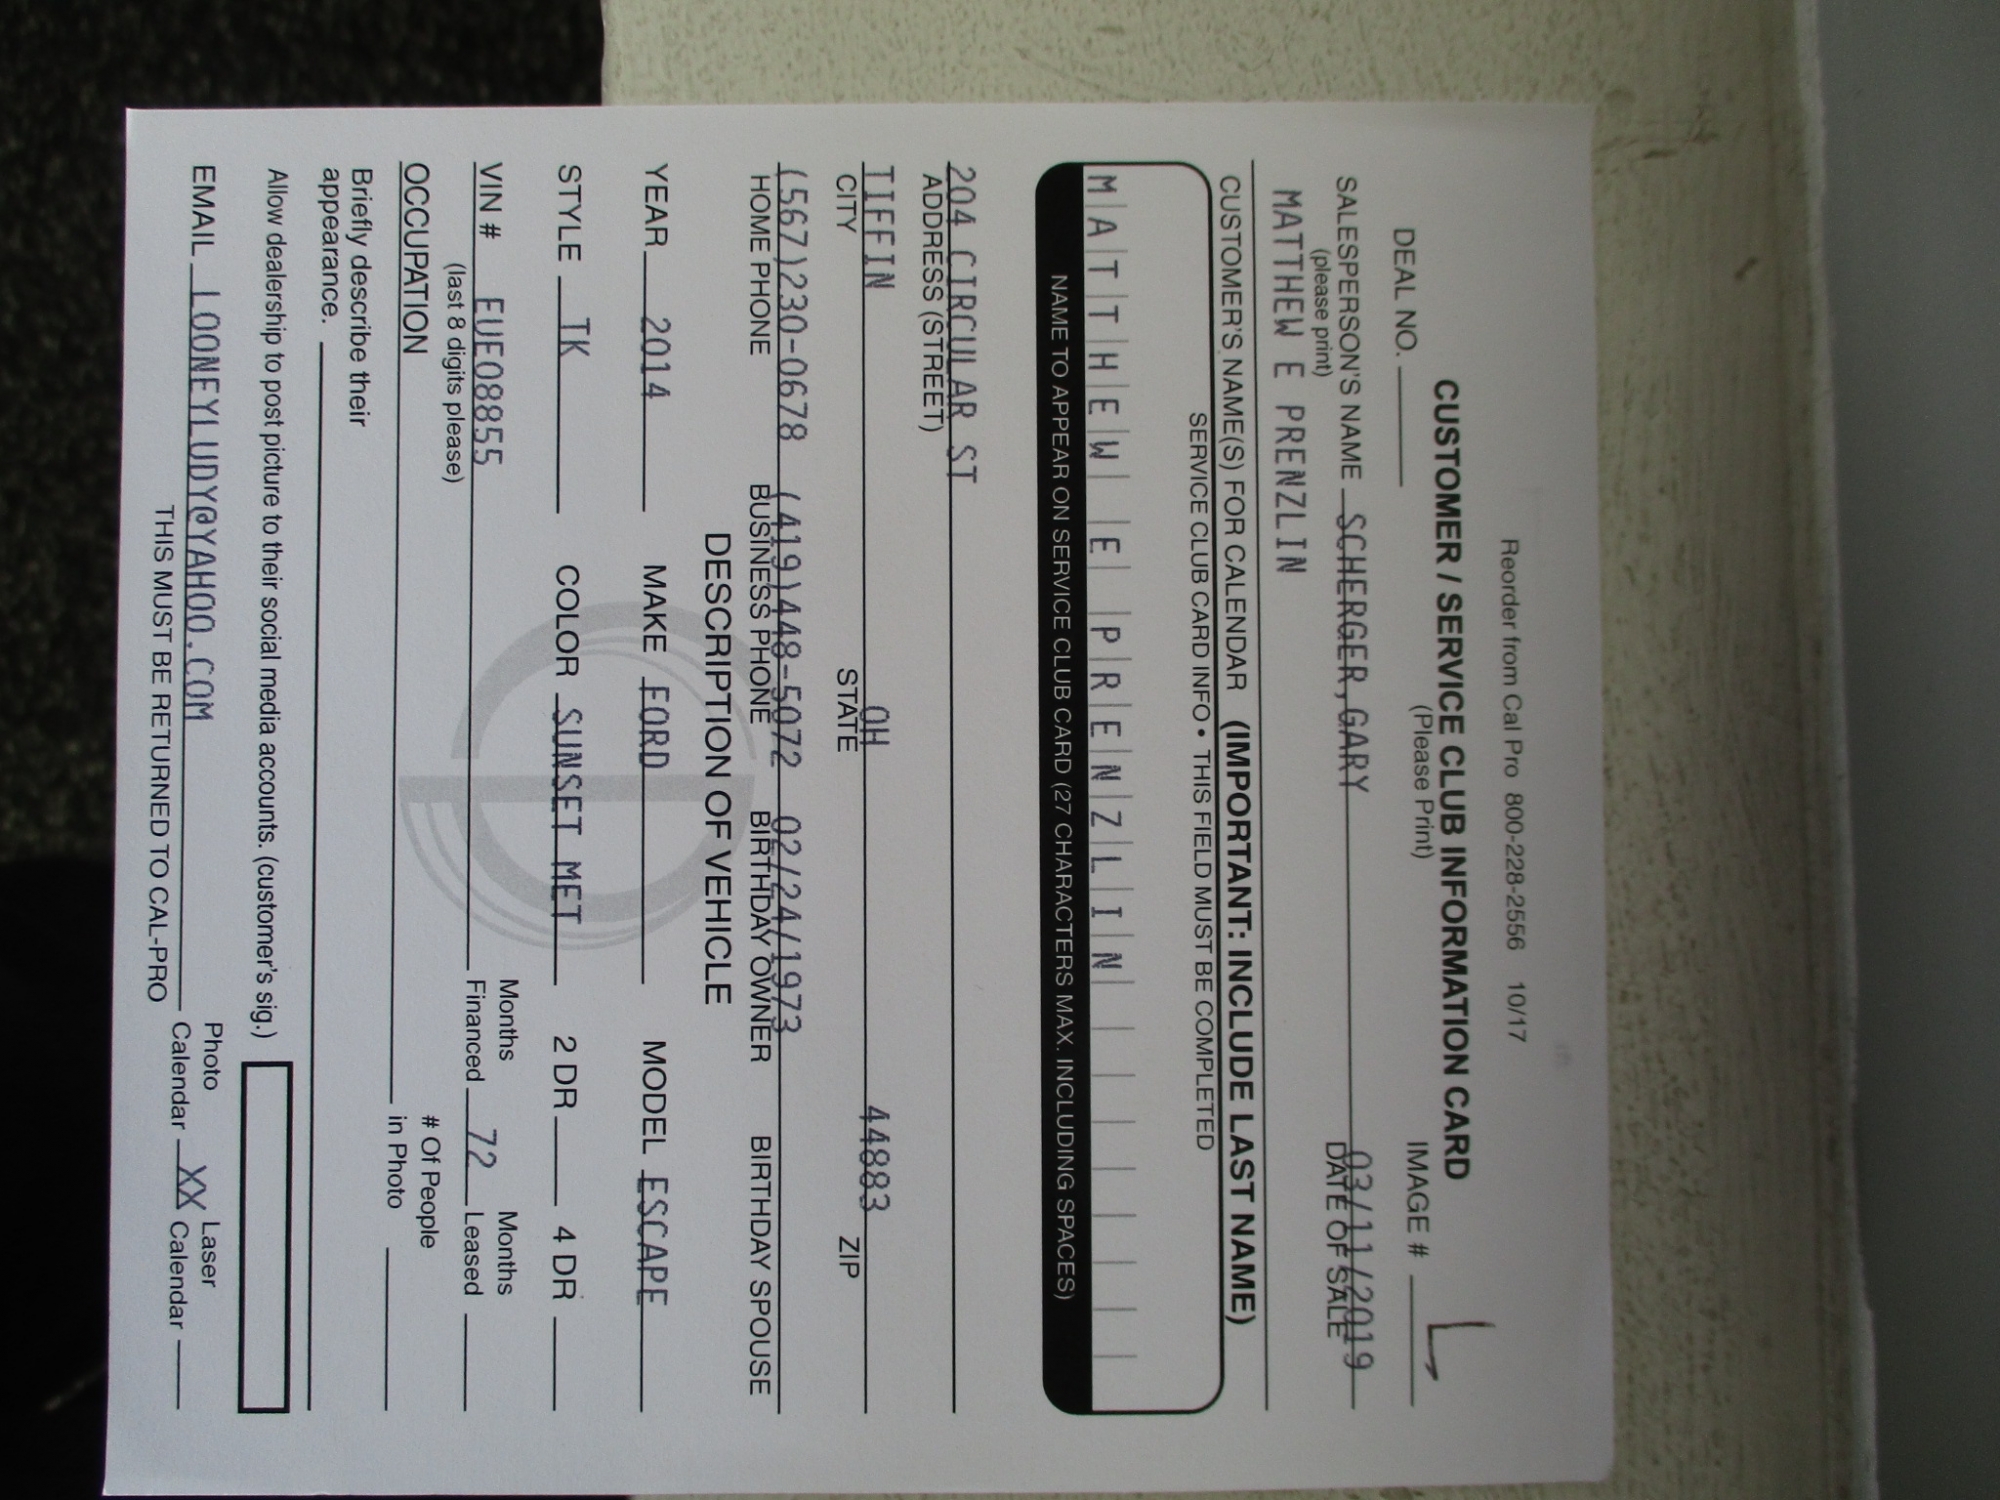 Reorder from Cal Pro 800-228-2556 10/17
CUSTOMER / SERVICE CLUB INFORMATION CARD
(Please Print)
DEAL NO. IMAGE #
SALESPERSON'S NAME SCHERGER,GARY 03/11/2019
(please print) DATE OF SALE
MATTHEW E PRENZLIN
CUSTOMER'S NAME(S) FOR CALENDAR (IMPORTANT: INCLUDE LAST NAME)
SERVICE CLUB CARD INFO • THIS FIELD MUST BE COMPLETED
MATTHEW E PRENZLIN
NAME TO APPEAR ON SERVICE CLUB CARD (27 CHARACTERS MAX. INCLUDING SPACES)
204 CIRCULAR ST
ADDRESS (STREET)
TIFFIN OH 44883
CITY STATE ZIP
(567)230-0678 (419)448-5072 02/24/1973
HOME PHONE BUSINESS PHONE BIRTHDAY OWNER BIRTHDAY SPOUSE
DESCRIPTION OF VEHICLE
YEAR 2014 MAKE FORD MODEL ESCAPE
STYLE TK COLOR SUNSET MET 2 DR 4 DR
VIN # EUE08855 Months Financed 72 Months Leased
(last 8 digits please)
OCCUPATION # Of People in Photo
Briefly describe their
appearance.
Allow dealership to post picture to their social media accounts. (customer's sig.)
EMAIL LOONEYLUDY@YAHOO.COM Photo Calendar XX Laser Calendar
THIS MUST BE RETURNED TO CAL-PRO